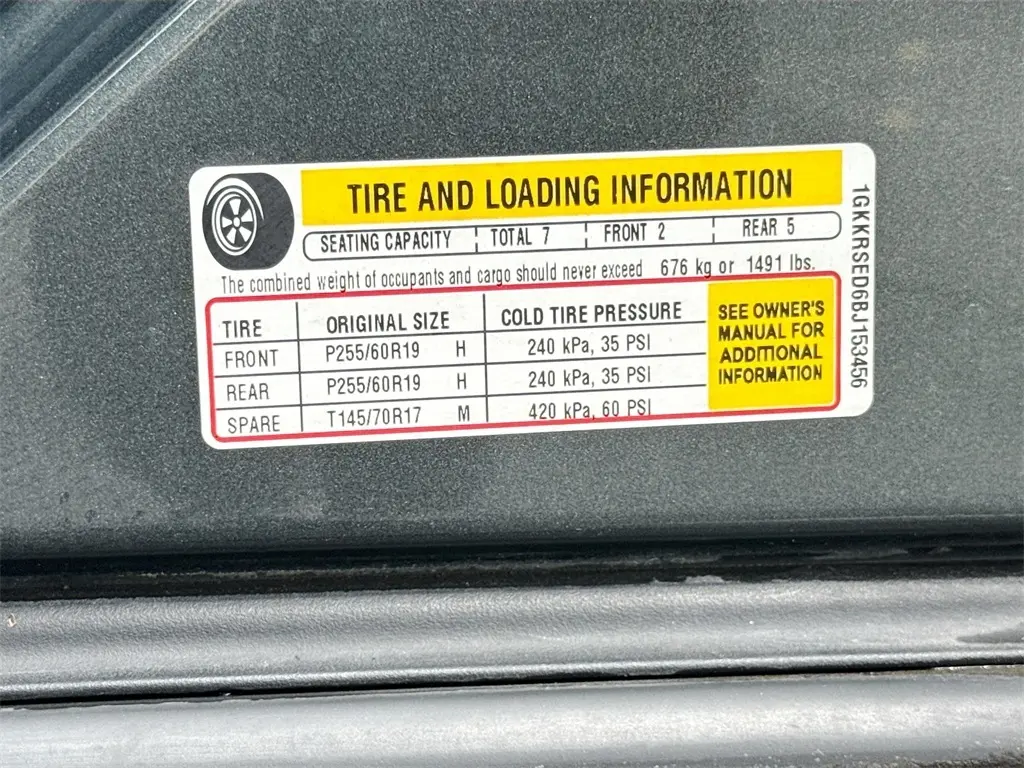 TIRE AND LOADING INFORMATION
SEATING CAPACITY TOTAL 7 FRONT 2 REAR 5
The combined weight of occupants and cargo should never exceed 676 kg or 1491 lbs.
TIRE ORIGINAL SIZE COLD TIRE PRESSURE
FRONT P255/60R19 H 240 kPa, 35 PSI
REAR P255/60R19 H 240 kPa, 35 PSI
SPARE T145/70R17 M 420 kPa, 60 PSI
SEE OWNER'S
MANUAL FOR
ADDITIONAL
INFORMATION
1GKKRSED6BJ153456